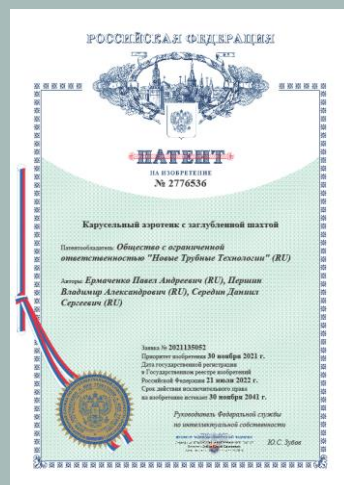 РОССИЙСКАЯ ФЕДЕРАЦИЯ
ПАТЕНТ
НА ИЗОБРЕТЕНИЕ
№ 2776536
Карусельный аэротенк с заглубленной шахтой
Патентообладатель: Общество с ограниченной
ответственностью "Новые Трубные Технологии" (RU)
Авторы: Ермаченко Павел Андреевич (RU), Першин
Владимир Александрович (RU), Середин Даниил
Сергеевич (RU)
Заявка № 2021135052
Приоритет изобретения 30 ноября 2021 г.
Дата государственной регистрации
в Государственном реестре изобретений
Российской Федерации 21 июля 2022 г.
Срок действия исключительного права
на изобретение истекает 30 ноября 2041 г.
Руководитель Федеральной службы
по интеллектуальной собственности
Ю.С. Зубов